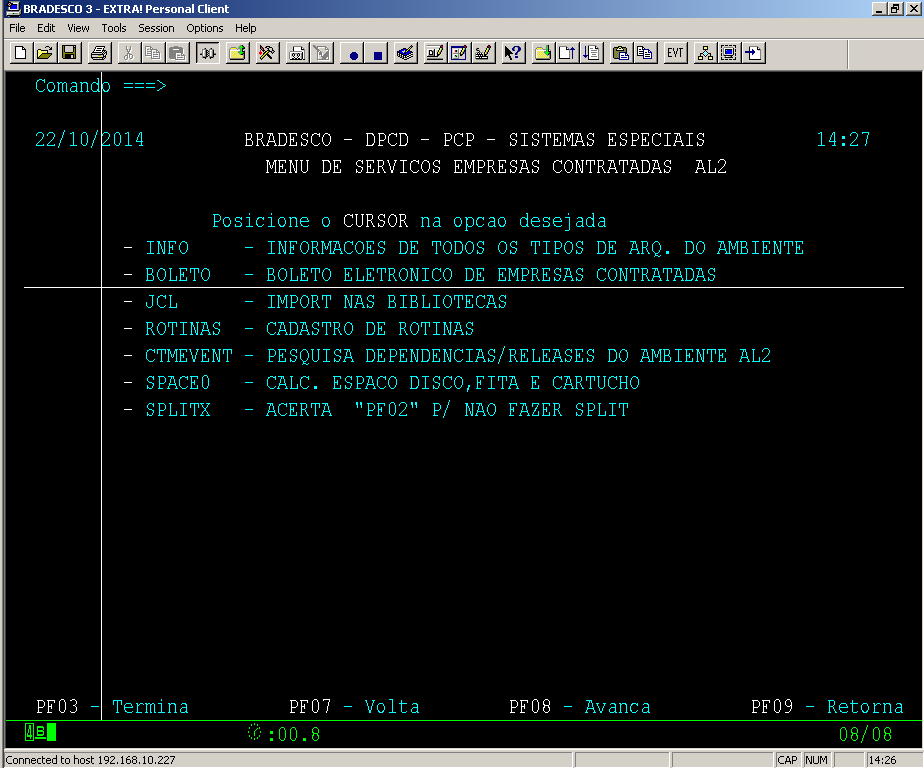 BRADESCO 3 - EXTRA! Personal Client
File Edit View Tools Session Options Help
EVT
Comando ===>
22/10/2014 BRADESCO - DPCD - PCP - SISTEMAS ESPECIAIS 14:27
MENU DE SERVICOS EMPRESAS CONTRATADAS AL2
Posicione o CURSOR na opcao desejada
- INFO - INFORMACOES DE TODOS OS TIPOS DE ARQ. DO AMBIENTE
- BOLETO - BOLETO ELETRONICO DE EMPRESAS CONTRATADAS
- JCL - IMPORT NAS BIBLIOTECAS
- ROTINAS - CADASTRO DE ROTINAS
- CTMEVENT - PESQUISA DEPENDENCIAS/RELEASES DO AMBIENTE AL2
- SPACE0 - CALC. ESPACO DISCO,FITA E CARTUCHO
- SPLITX - ACERTA "PF02" P/ NAO FAZER SPLIT
PF03 - Termina PF07 - Volta PF08 - Avanca PF09 - Retorna
4B :00.8 08/08
Connected to host 192.168.10.227 CAP NUM 14:26